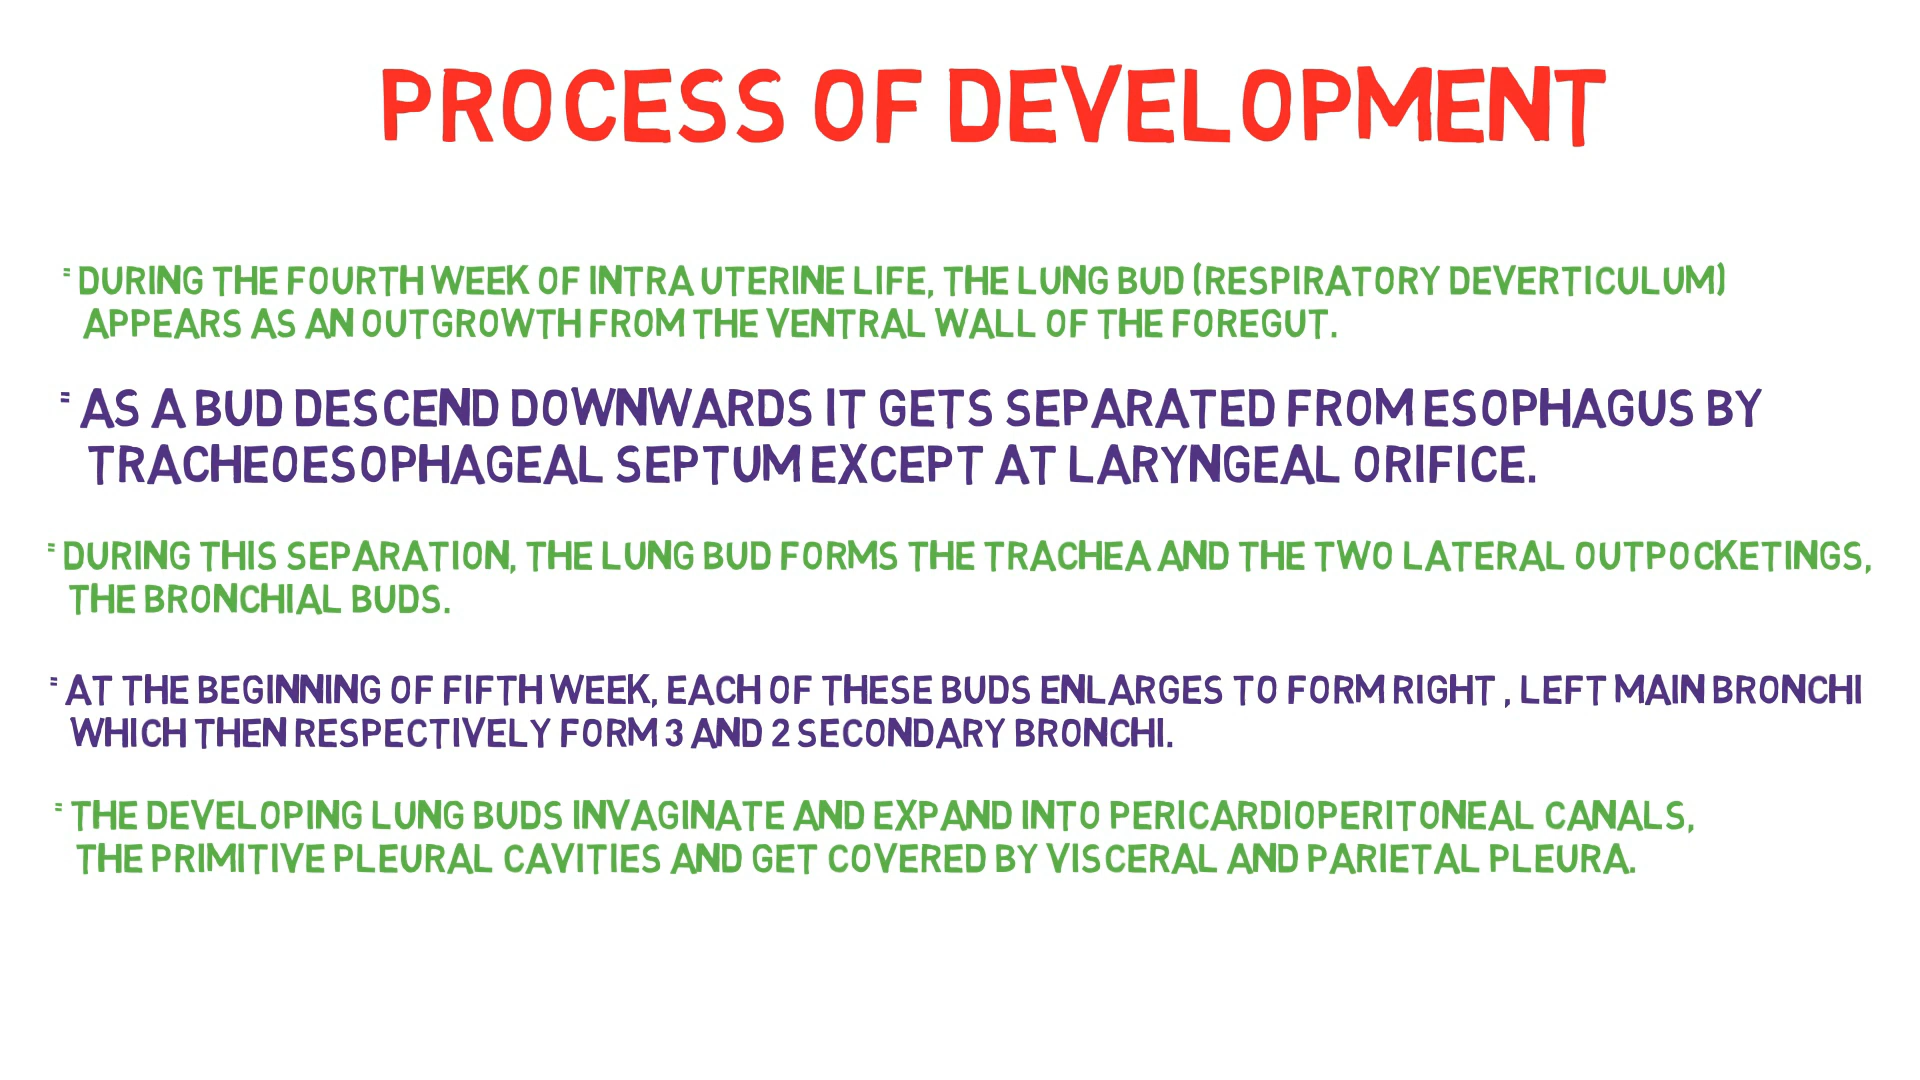 PROCESS OF DEVELOPMENT
= DURING THE FOURTH WEEK OF INTRA UTERINE LIFE, THE LUNG BUD (RESPIRATORY DEVERTICULUM)
APPEARS AS AN OUTGROWTH FROM THE VENTRAL WALL OF THE FOREGUT.
= AS A BUD DESCEND DOWNWARDS IT GETS SEPARATED FROM ESOPHAGUS BY
TRACHEOESOPHAGEAL SEPTUM EXCEPT AT LARYNGEAL ORIFICE.
= DURING THIS SEPARATION, THE LUNG BUD FORMS THE TRACHEA AND THE TWO LATERAL OUTPOCKETINGS,
THE BRONCHIAL BUDS.
= AT THE BEGINNING OF FIFTH WEEK, EACH OF THESE BUDS ENLARGES TO FORM RIGHT , LEFT MAIN BRONCHI
WHICH THEN RESPECTIVELY FORM 3 AND 2 SECONDARY BRONCHI.
= THE DEVELOPING LUNG BUDS INVAGINATE AND EXPAND INTO PERICARDIOPERITONEAL CANALS,
THE PRIMITIVE PLEURAL CAVITIES AND GET COVERED BY VISCERAL AND PARIETAL PLEURA.